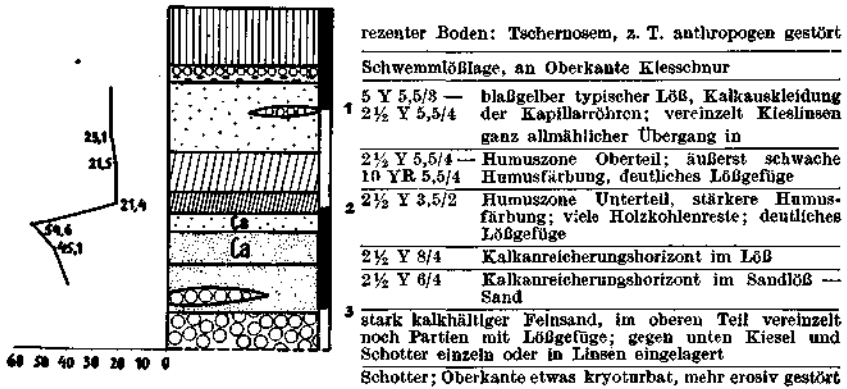 rezenter Boden: Tschernosem, z. T. anthropogen gestört
Schwemmlößlage, an Oberkante Kiesschnur
5 Y 5,5/3 — blaßgelber typischer Löß, Kalkauskleidung
2½ Y 5,5/4 der Kapillarröhren; vereinzelt Kieslinsen
ganz allmählicher Übergang in
2½ Y 5,5/4 — Humuszone Oberteil; äußerst schwache
10 YR 5,5/4 Humusfärbung, deutliches Lößgefüge
2½ Y 3,5/2 Humuszone Unterteil, stärkere Humus-
färbung; viele Holzkohlenreste; deutliches
Lößgefüge
2½ Y 8/4 Kalkanreicherungshorizont im Löß
2½ Y 6/4 Kalkanreicherungshorizont im Sandlöß —
Sand
stark kalkhältiger Feinsand, im oberen Teil vereinzelt
noch Partien mit Lößgefüge; gegen unten Kiesel und
Schotter einzeln oder in Linsen eingelagert
Schotter; Oberkante etwas kryoturbat, mehr erosiv gestört
1
2
3
23,1
21,5
21,4
54,6
45,1
Ca
Ca
60 50 40 20 10 0